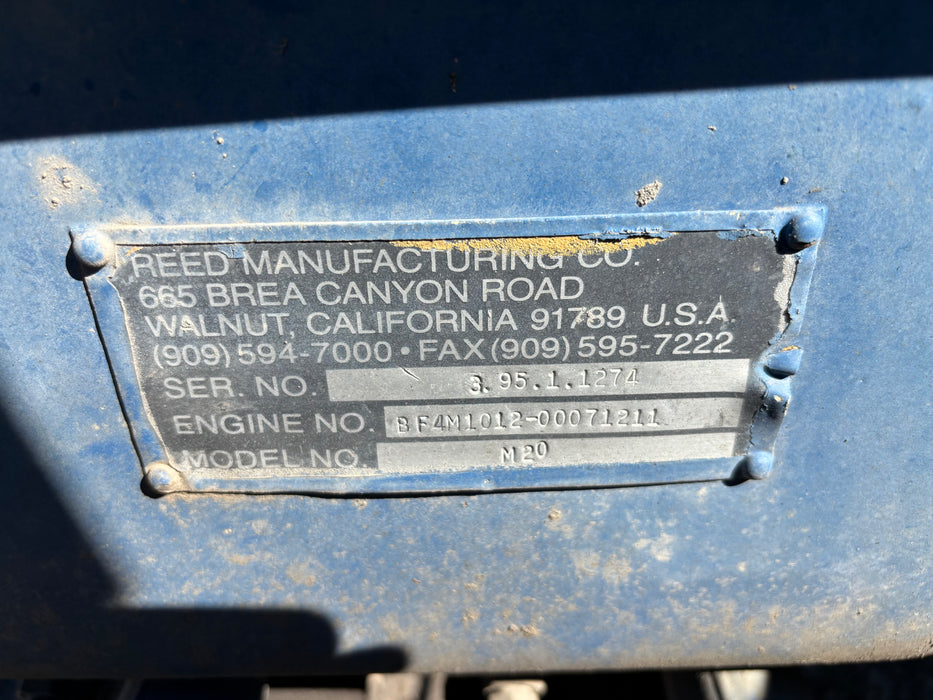 REED MANUFACTURING CO.
665 BREA CANYON ROAD
WALNUT, CALIFORNIA 91789 U.S.A.
(909) 594-7000 • FAX (909) 595-7222
SER. NO. 3.95.1.1274
ENGINE NO. BF4M1012-00071211
MODEL NO. M20